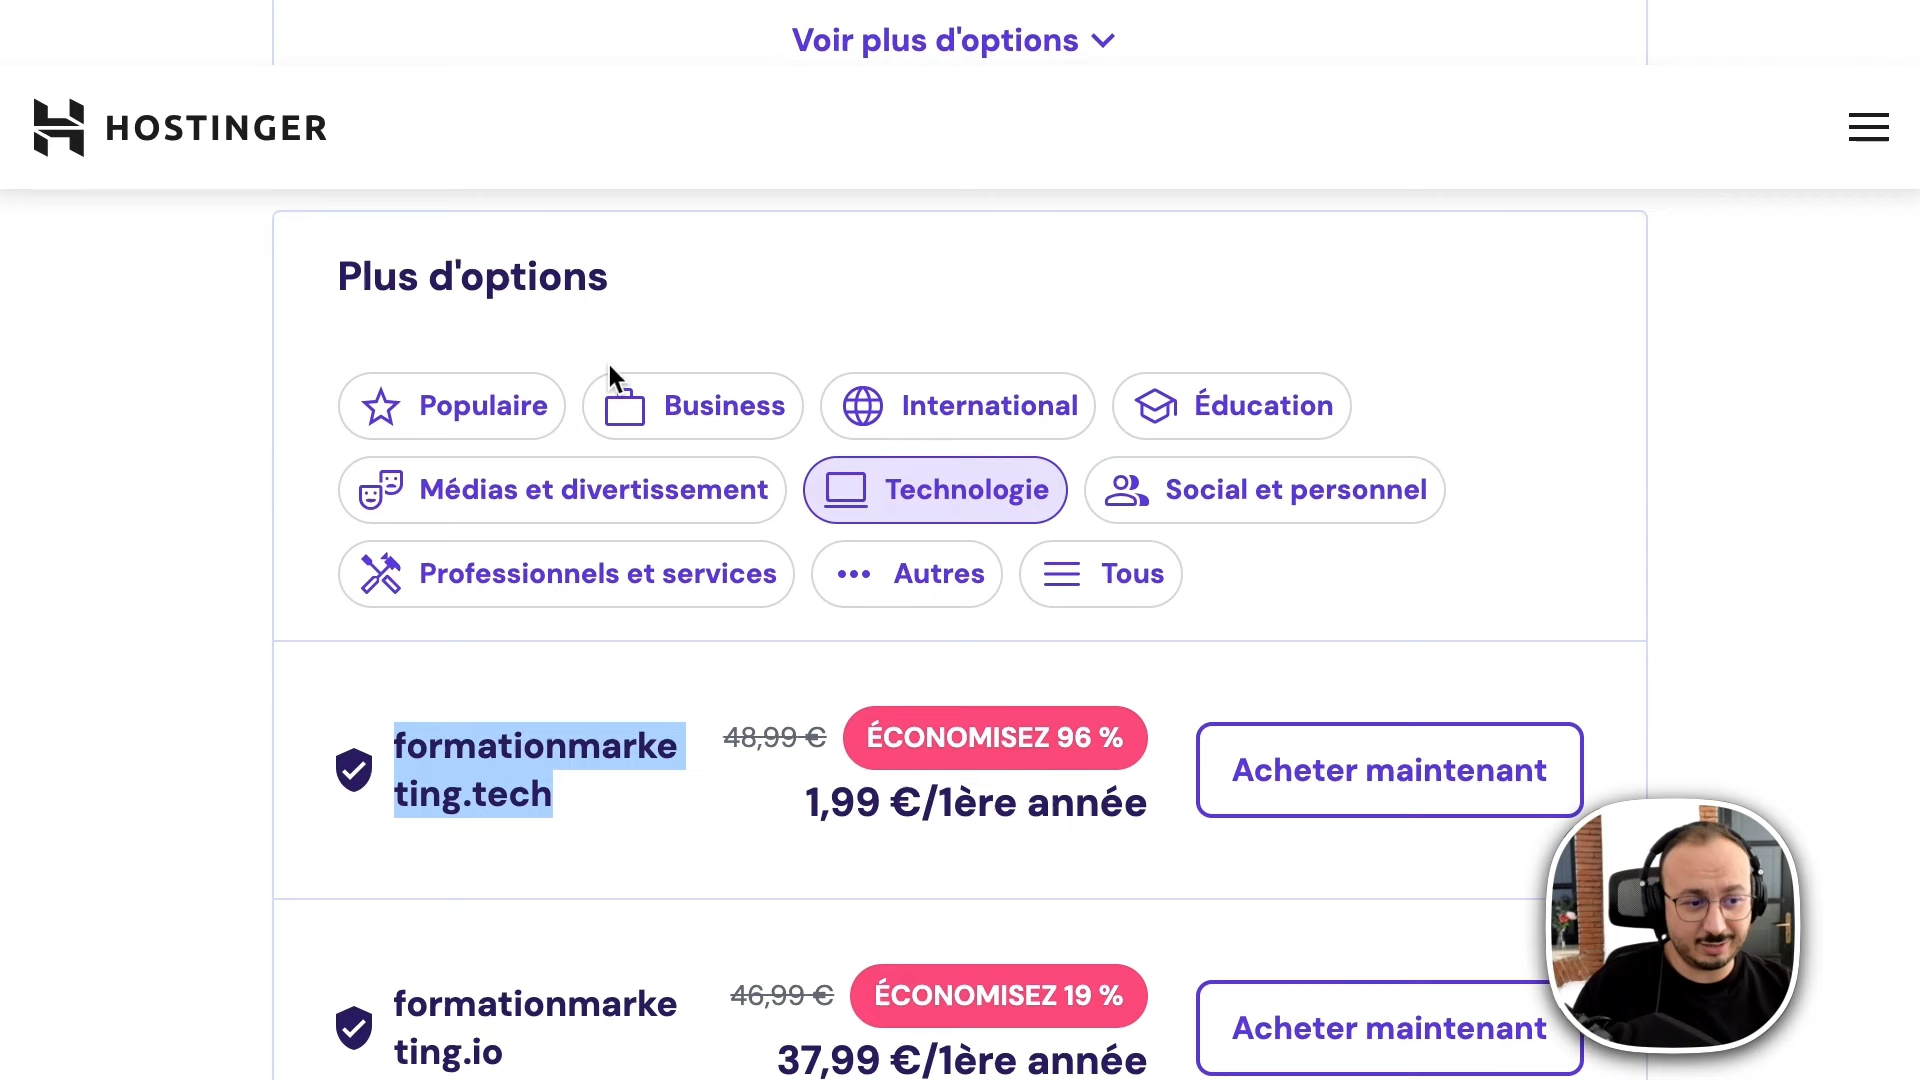 Voir plus d'options
HOSTINGER
Plus d'options
Populaire
Business
International
Éducation
Médias et divertissement
Technologie
Social et personnel
Professionnels et services
Autres
Tous
formationmarke
ting.tech
48,99 €
ÉCONOMISEZ 96 %
1,99 €/1ère année
Acheter maintenant
formationmarke
ting.io
46,99 €
ÉCONOMISEZ 19 %
37,99 €/1ère année
Acheter maintenant